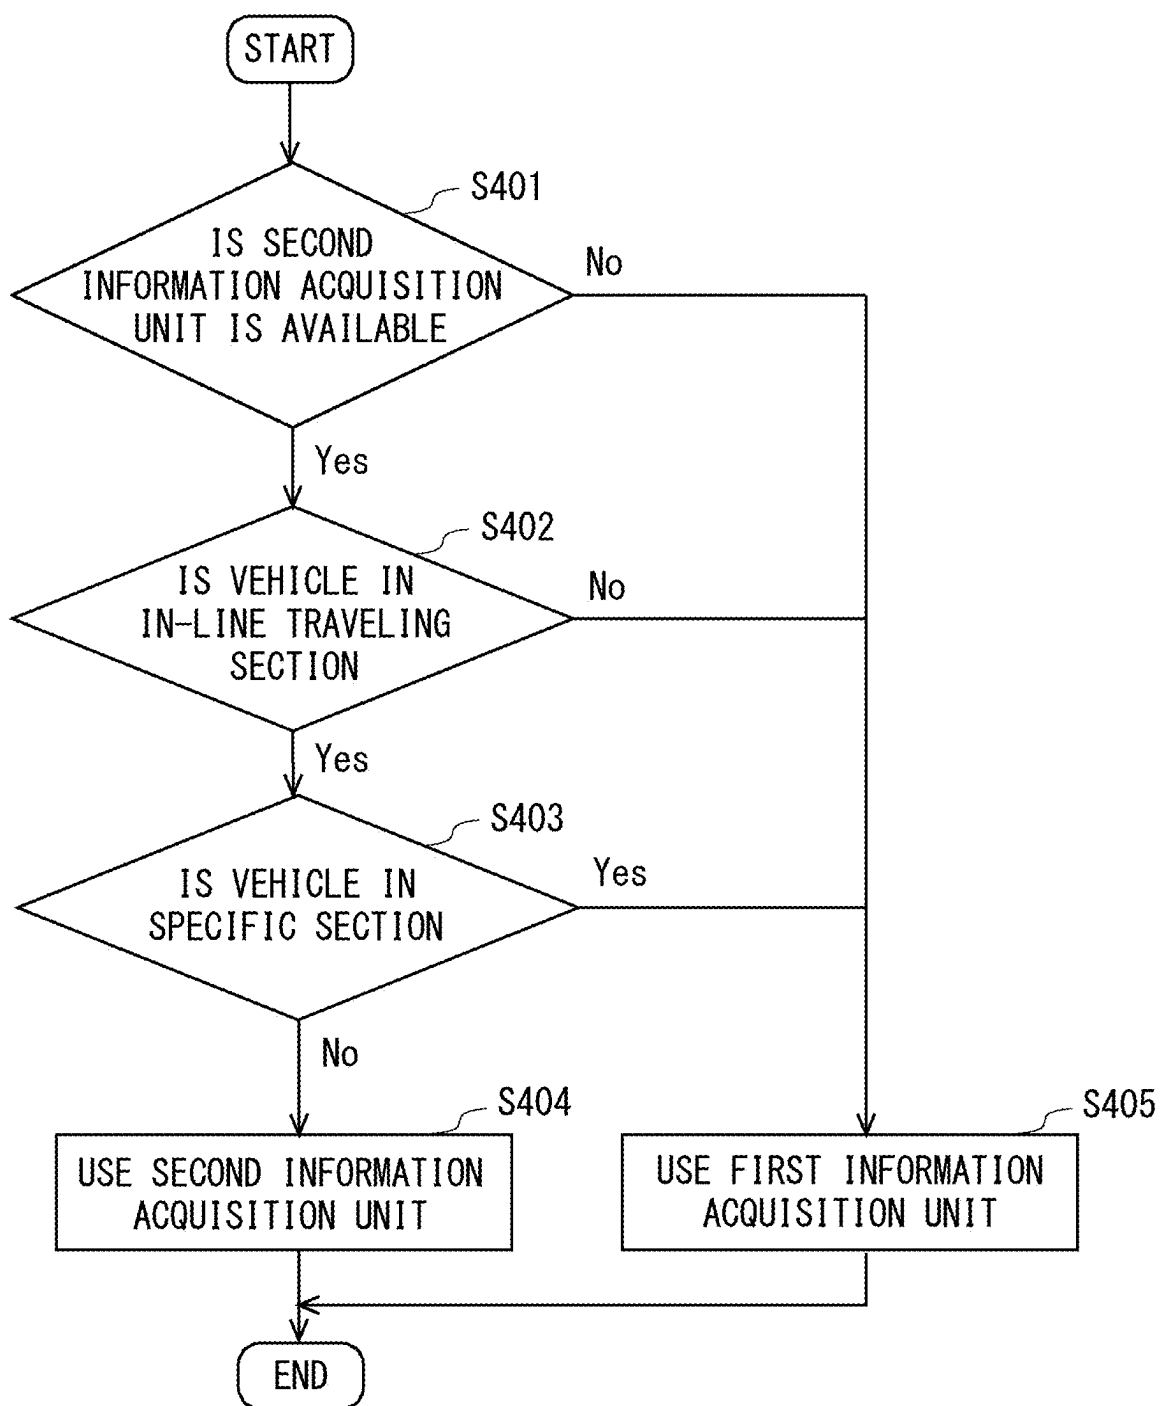 START
S401
IS SECOND
INFORMATION ACQUISITION
UNIT IS AVAILABLE
No
Yes
S402
IS VEHICLE IN
IN-LINE TRAVELING
SECTION
No
Yes
S403
IS VEHICLE IN
SPECIFIC SECTION
Yes
No
S404
USE SECOND INFORMATION
ACQUISITION UNIT
S405
USE FIRST INFORMATION
ACQUISITION UNIT
END